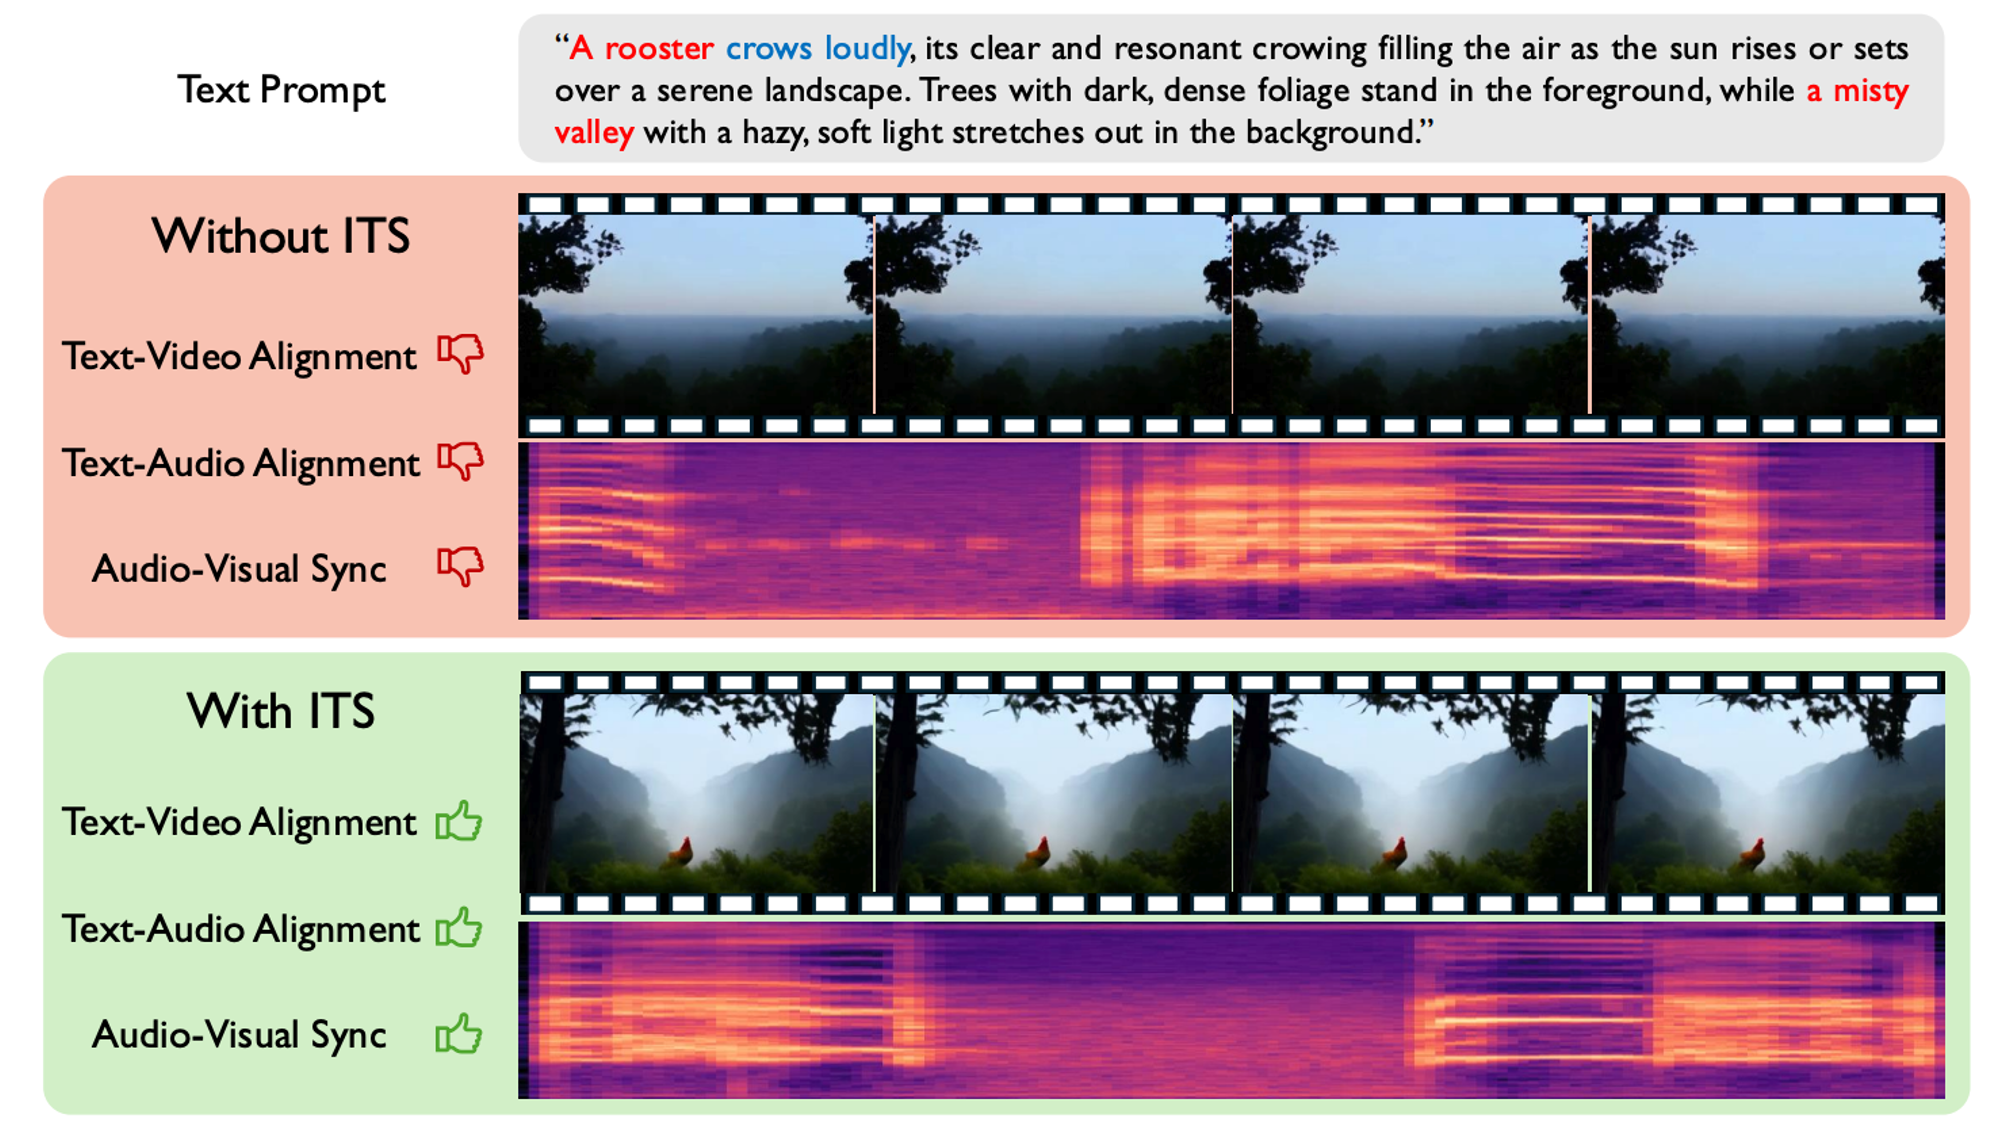 Text Prompt
“A rooster crows loudly, its clear and resonant crowing filling the air as the sun rises or sets
over a serene landscape. Trees with dark, dense foliage stand in the foreground, while a misty
valley with a hazy, soft light stretches out in the background.”
Without ITS
Text-Video Alignment
Text-Audio Alignment
Audio-Visual Sync
With ITS
Text-Video Alignment
Text-Audio Alignment
Audio-Visual Sync